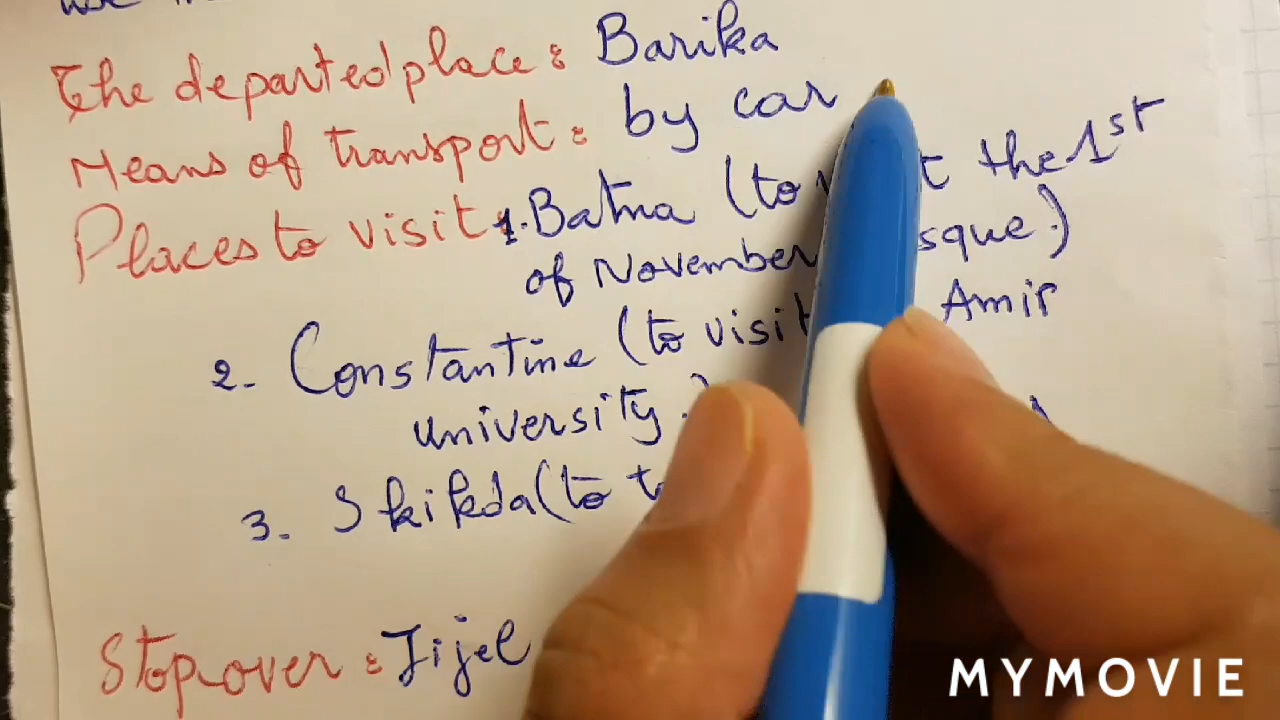 The departed place : Barika
Means of transport : by car
Places to visit : 1. Batna (to the 1st
of November
2. Constantine (to visit Amir
university.)
3. Skikda (to
Stopover : Jijel
MYMOVIE